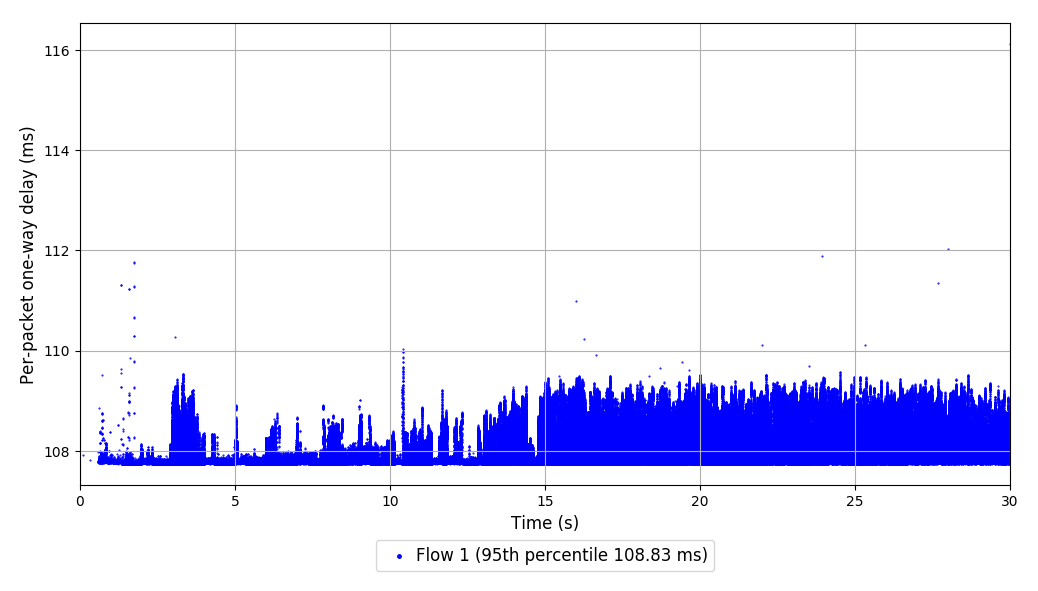 116
114
112
110
108
Per-packet one-way delay (ms)
0 5 10 15 20 25 30
Time (s)
Flow 1 (95th percentile 108.83 ms)